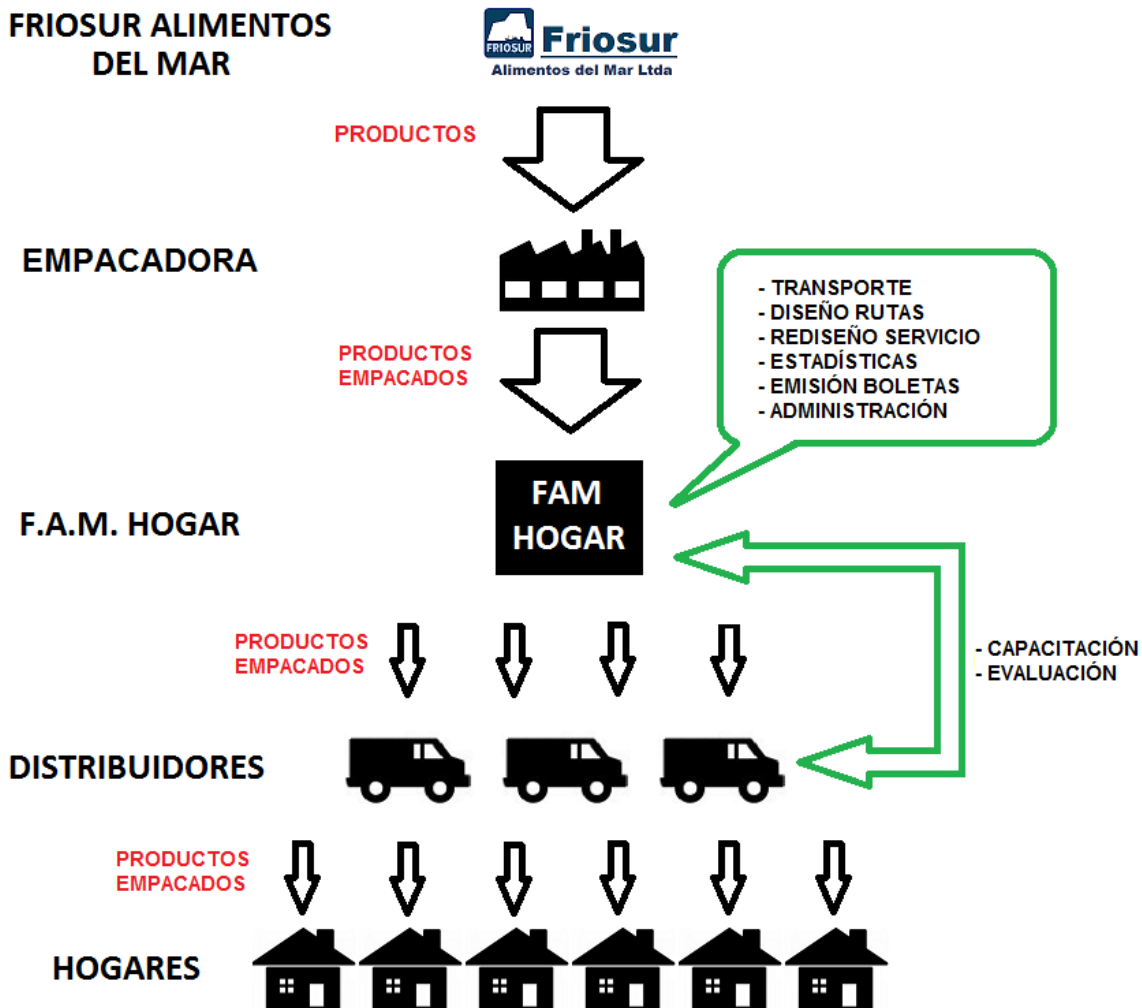 FRIOSUR ALIMENTOS
DEL MAR
FRIOSUR
Friosur
Alimentos del Mar Ltda
PRODUCTOS
EMPACADORA
- TRANSPORTE
- DISEÑO RUTAS
- REDISEÑO SERVICIO
- ESTADÍSTICAS
- EMISIÓN BOLETAS
- ADMINISTRACIÓN
PRODUCTOS
EMPACADOS
F.A.M. HOGAR
FAM
HOGAR
PRODUCTOS
EMPACADOS
- CAPACITACIÓN
- EVALUACIÓN
DISTRIBUIDORES
PRODUCTOS
EMPACADOS
HOGARES